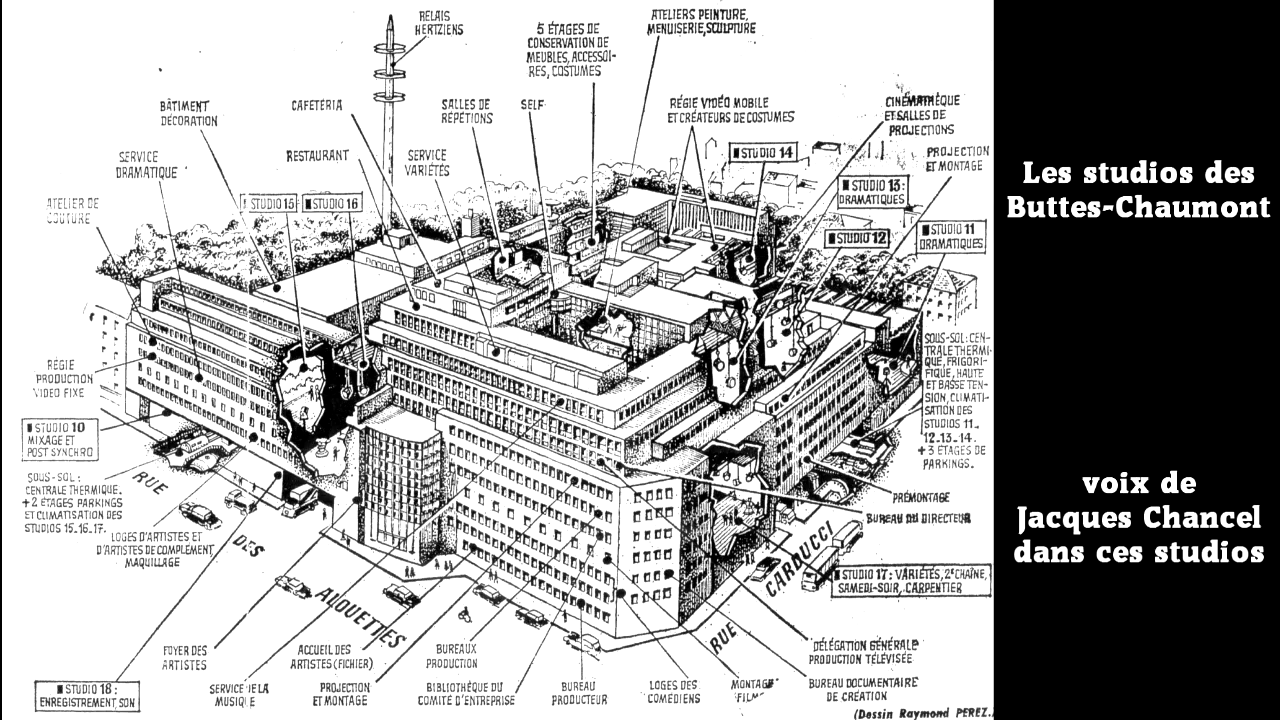 RELAIS
HERTZIENS
5 ÉTAGES DE
CONSERVATION DE
MEUBLES, ACCESSOI-
RES, COSTUMES
ATELIERS PEINTURE,
MENUISERIE, SCULPTURE
BÂTIMENT
DÉCORATION
CAFETERIA
SALLES DE
RÉPÉTIONS
SELF
RÉGIE VIDÉO MOBILE
ET CRÉATEURS DE COSTUMES
CINÉMATHÈQUE
ET SALLES DE
PROJECTIONS
SERVICE
DRAMATIQUE
RESTAURANT
SERVICE
VARIÉTÉS
STUDIO 14
PROJECTION
ET MONTAGE
ATELIER DE
COUTURE
STUDIO 15
STUDIO 16
STUDIO 13:
DRAMATIQUES
STUDIO 12
STUDIO 11
DRAMATIQUES
Les studios des
Buttes-Chaumont
RÉGIE
PRODUCTION
VIDEO FIXE
SOUS-SOL: CEN-
TRALE THERMI-
QUE, FRIGORI-
FIQUE, HAUTE
ET BASSE TEN-
SION, CLIMATI-
SATION DES
STUDIOS 11_
12.13.14.
+ 3 ÉTAGES DE
PARKINGS.
STUDIO 10
MIXAGE ET
POST SYNCHRO
SOUS-SOL:
CENTRALE THERMIQUE.
+ 2 ÉTAGES PARKINGS
ET CLIMATISATION DES
STUDIOS 15.16.17.
LOGES D'ARTISTES ET
D'ARTISTES DE COMPLÉMENT
MAQUILLAGE
RUE
DES
ALOUETTES
PRÉMONTAGE
BUREAU DU DIRECTEUR
RUE
CARDUCCI
STUDIO 17: VARIÉTÉS, 2e CHAÎNE,
SAMEDI-SOIR, CARPENTIER
voix de
Jacques Chancel
dans ces studios
FOYER DES
ARTISTES
ACCUEIL DES
ARTISTES (FICHIER)
BUREAUX
PRODUCTION
DÉLÉGATION GÉNÉRALE
PRODUCTION TÉLÉVISÉE
STUDIO 18:
ENREGISTREMENT SON
SERVICE DE LA
MUSIQUE
PROJECTION
ET MONTAGE
BIBLIOTHÈQUE DU
COMITÉ D'ENTREPRISE
BUREAU
PRODUCTEUR
LOGES DES
COMÉDIENS
MONTAGE
FILM
BUREAU DOCUMENTAIRE
DE CRÉATION
(Dessin Raymond PEREZ.)